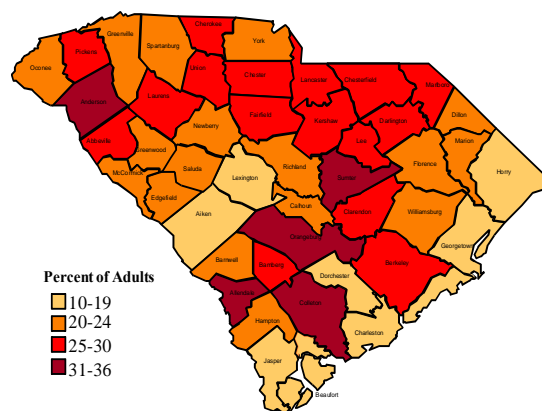 Cherokee
Greenville
Spartanburg
York
Pickens
Oconee
Union
Chester
Lancaster
Chesterfield
Marlboro
Anderson
Laurens
Fairfield
Kershaw
Darlington
Dillon
Abbeville
Greenwood
Newberry
Lee
Marion
McCormick
Saluda
Richland
Sumter
Florence
Horry
Edgefield
Lexington
Calhoun
Clarendon
Williamsburg
Aiken
Orangeburg
Georgetown
Barnwell
Bamberg
Dorchester
Berkeley
Allendale
Colleton
Hampton
Charleston
Jasper
Beaufort
Percent of Adults
10-19
20-24
25-30
31-36